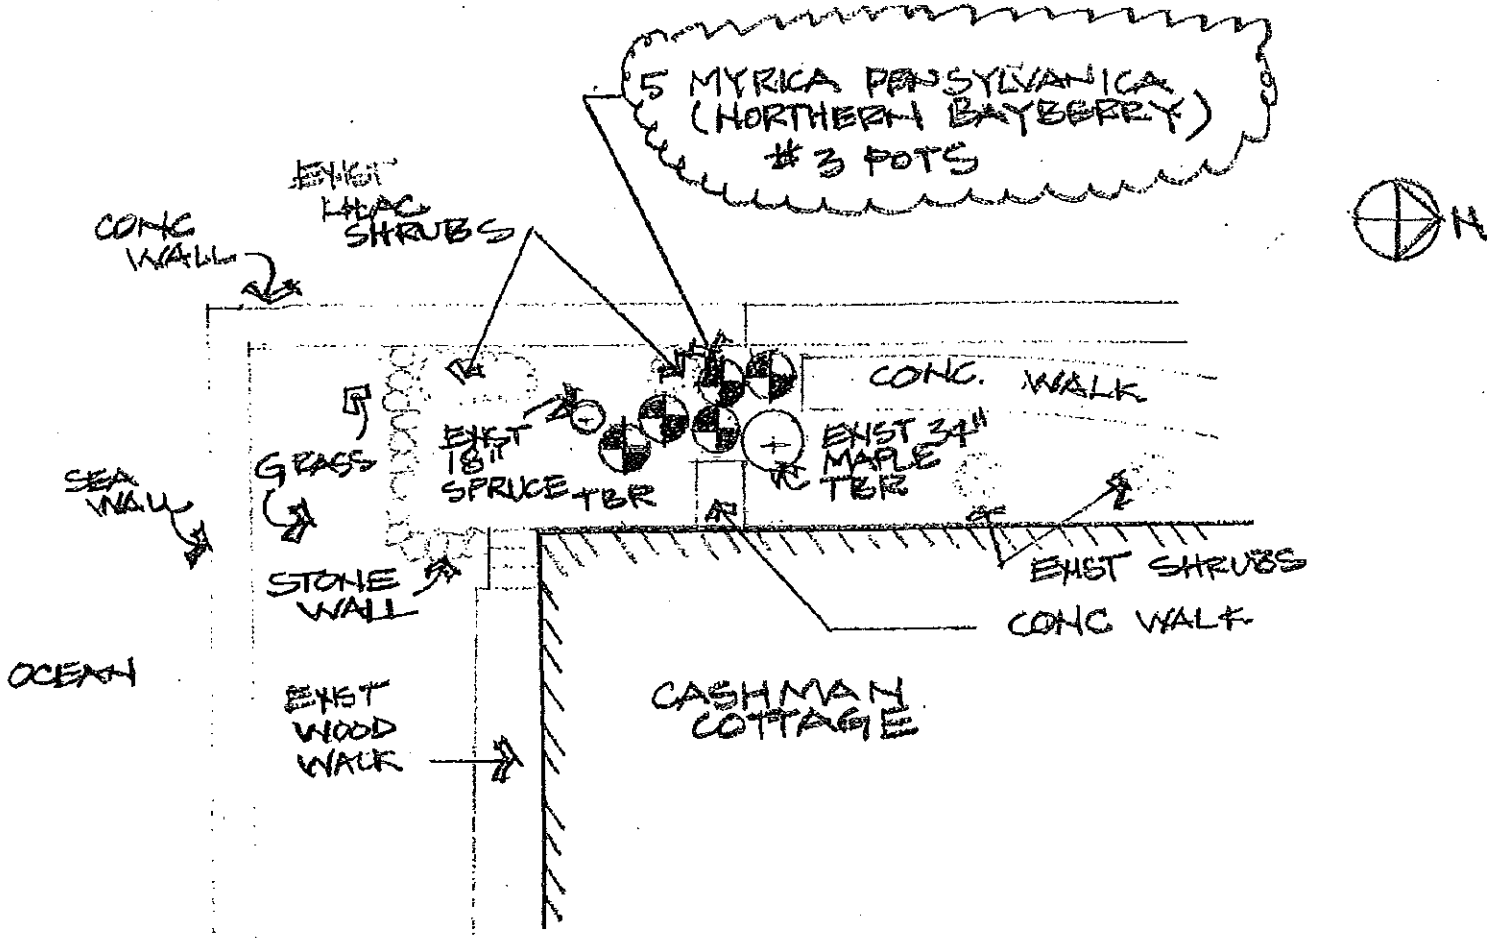 5 MYRICA PENSYLVANICA
(NORTHERN BAYBERRY)
#3 POTS
EXIST
LILAC
SHRUBS
CONC
WALL
N
CONC. WALK
GRASS
EXIST
18"
SPRUCE TBR
EXIST 34"
MAPLE
TBR
SEA
WALL
STONE
WALL
EXIST SHRUBS
CONC WALK
OCEAN
EXIST
WOOD
WALK
CASHMAN
COTTAGE